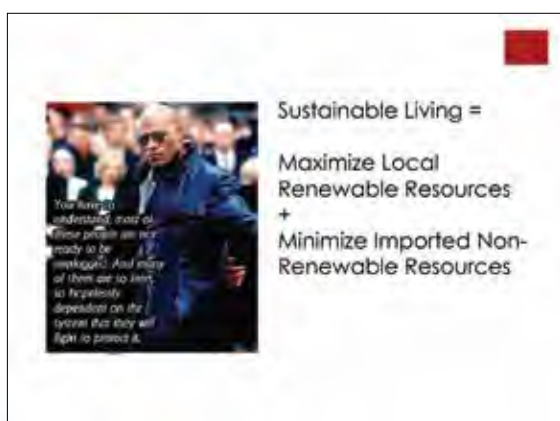 Sustainable Living =
Maximize Local
Renewable Resources
+
Minimize Imported Non-
Renewable Resources
You have to
understand, most of
these people are not
ready to be
unplugged. And many
of them are so
so hopelessly
dependent on the
system that they will
fight to protect it.